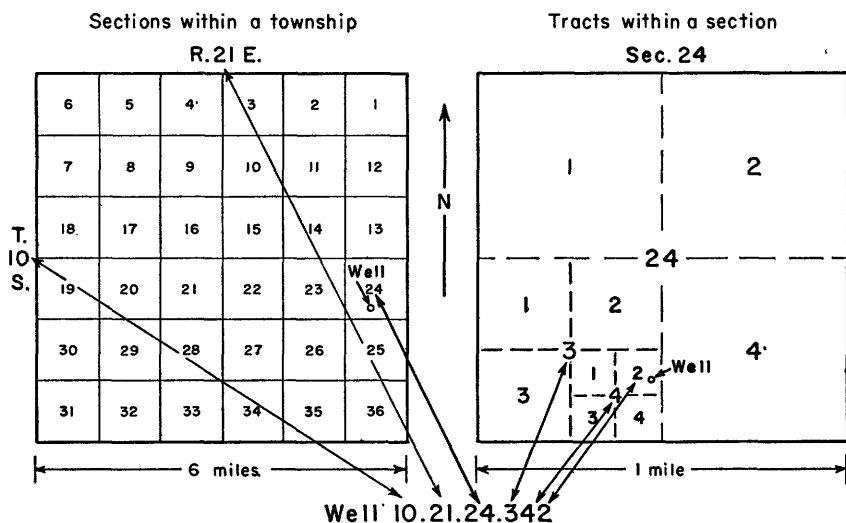 Sections within a township
R.21 E.
6 5 4 3 2 1
7 8 9 10 11 12
18 17 16 15 14 13
T.
10
S.
Well
19 20 21 22 23 24
30 29 28 27 26 25
31 32 33 34 35 36
6 miles.
N
Tracts within a section
Sec. 24
1 2
24
1 2
3 4
1 2 Well
3 4
3 4
1 mile
Well 10.21.24.342